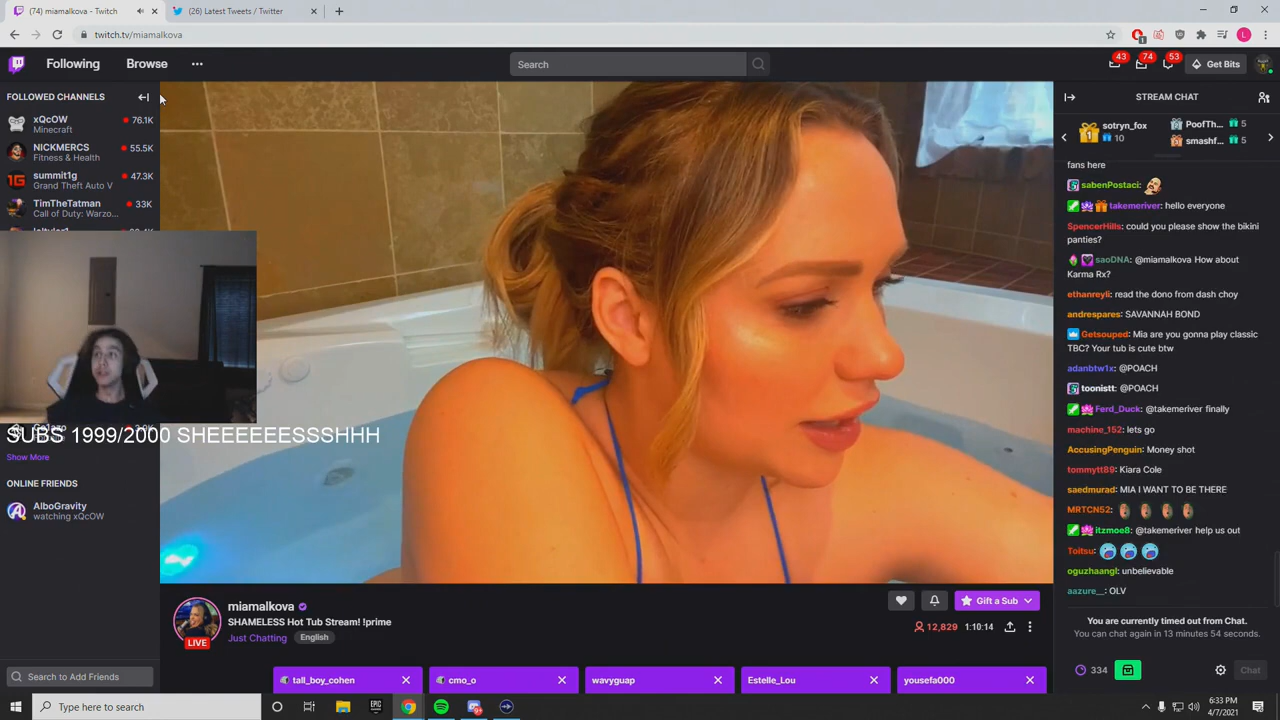 (74) miamalkova - Twitch
(26) Latest Tweets / Twitter
twitch.tv/miamalkova
Following
Browse
Search
43
74
53
Get Bits
FOLLOWED CHANNELS
xQcOW
Minecraft
76.1K
NICKMERCS
Fitness & Health
55.5K
summit1g
Grand Theft Auto V
47.3K
TimTheTatman
Call of Duty: Warzo...
33K
SUBS 1999/2000 SHEEEEEESSSHHH
Show More
ONLINE FRIENDS
AlboGravity
watching xQcOW
Search to Add Friends
miamalkova
SHAMELESS Hot Tub Stream! !prime
Just Chatting
English
LIVE
Gift a Sub
12,829
1:10:14
tall_boy_cohen
cmo_o
wavyguap
Estelle_Lou
yousefa000
STREAM CHAT
sotryn_fox
10
PoofTh...
5
smashf...
5
fans here
sabenPostaci:
takemeriver: hello everyone
SpencerHills: could you please show the bikini
panties?
saoDNA: @miamalkova How about
Karma Rx?
ethanreyli: read the dono from dash choy
andrespares: SAVANNAH BOND
Getsouped: Mia are you gonna play classic
TBC? Your tub is cute btw
adanbtw1x: @POACH
toonistt: @POACH
Ferd_Duck: @takemeriver finally
machine_152: lets go
AccusingPenguin: Money shot
tommytt89: Kiara Cole
saedmurad: MIA I WANT TO BE THERE
MRTCN52:
itzmoe8: @takemeriver help us out
Toitsu:
oguzhaangl: unbelievable
aazure__: OLV
You are currently timed out from Chat.
You can chat again in 13 minutes 54 seconds.
334
Chat
Type here to search
6:33 PM
4/7/2021